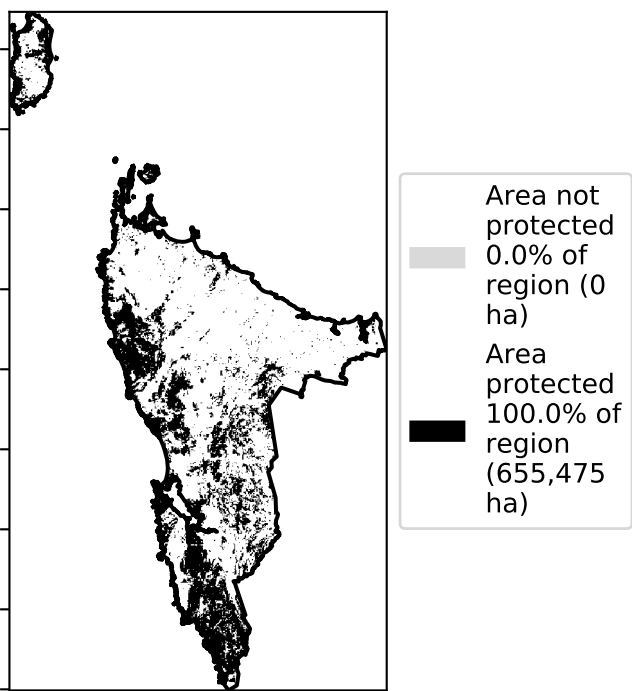 Area not
protected
0.0% of
region (0
ha)
Area
protected
100.0% of
region
(655,475
ha)